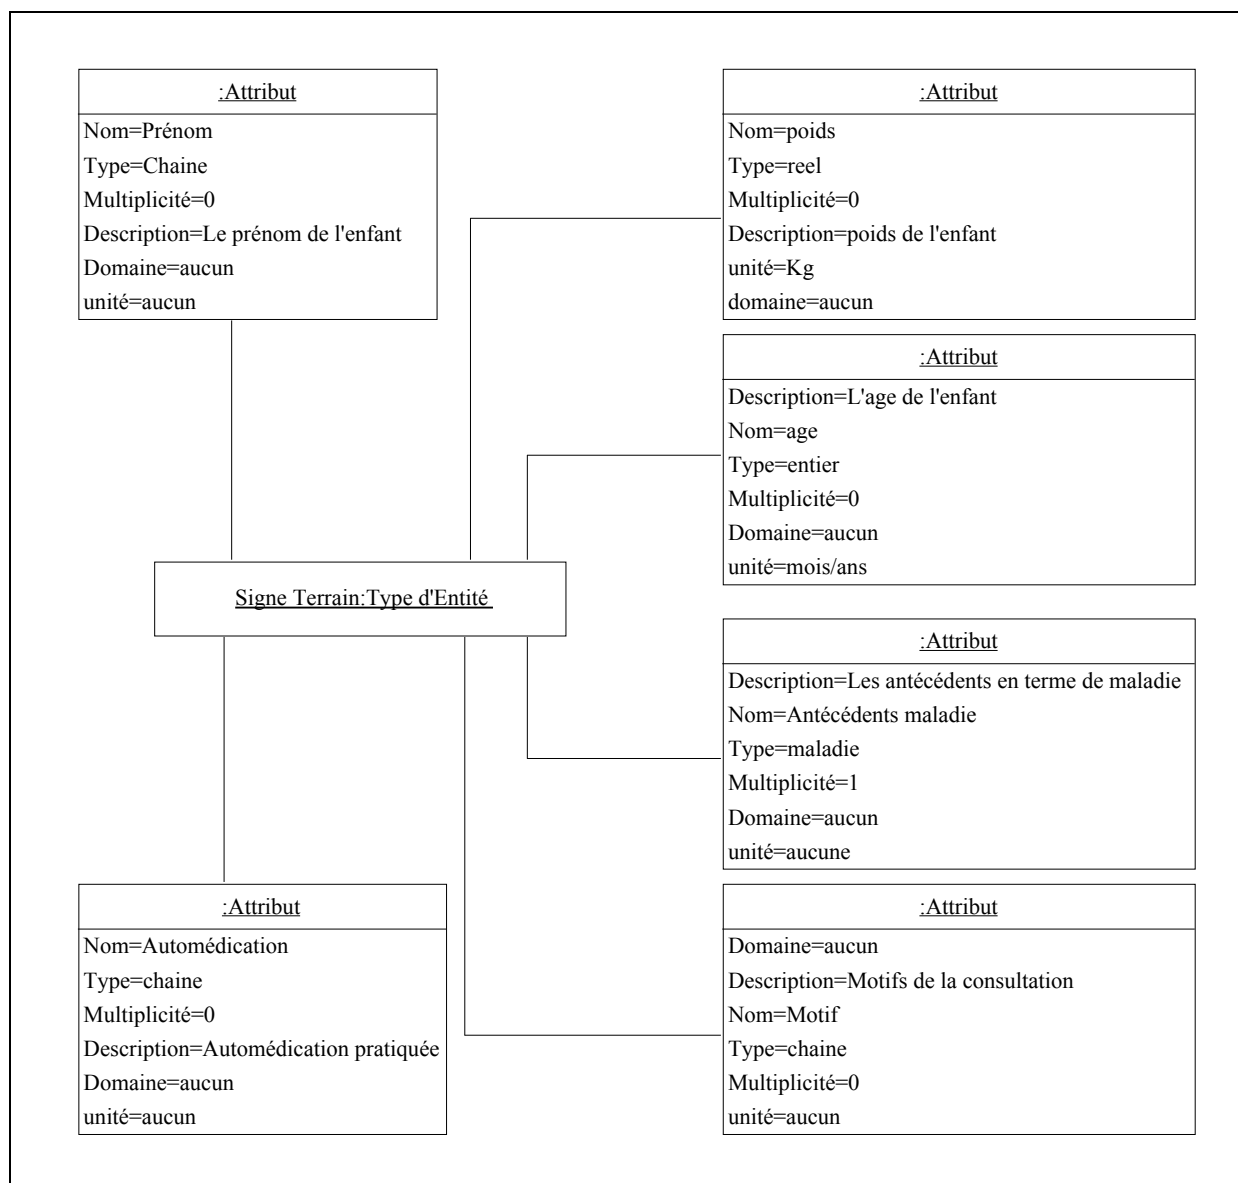 :Attribut
Nom=Prénom
Type=Chaine
Multiplicité=0
Description=Le prénom de l'enfant
Domaine=aucun
unité=aucun
:Attribut
Nom=poids
Type=reel
Multiplicité=0
Description=poids de l'enfant
unité=Kg
domaine=aucun
:Attribut
Description=L'age de l'enfant
Nom=age
Type=entier
Multiplicité=0
Domaine=aucun
unité=mois/ans
Signe Terrain:Type d'Entité
:Attribut
Description=Les antécédents en terme de maladie
Nom=Antécédents maladie
Type=maladie
Multiplicité=1
Domaine=aucun
unité=aucune
:Attribut
Nom=Automédication
Type=chaine
Multiplicité=0
Description=Automédication pratiquée
Domaine=aucun
unité=aucun
:Attribut
Domaine=aucun
Description=Motifs de la consultation
Nom=Motif
Type=chaine
Multiplicité=0
unité=aucun